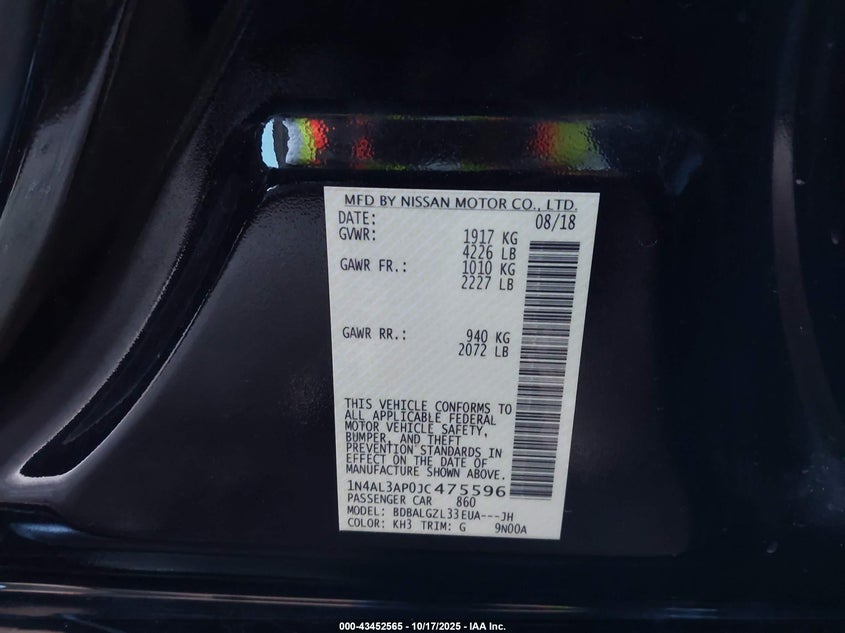 MFD BY NISSAN MOTOR CO., LTD.
DATE: 08/18
GVWR: 1917 KG
4226 LB
GAWR FR.: 1010 KG
2227 LB
GAWR RR.: 940 KG
2072 LB
THIS VEHICLE CONFORMS TO
ALL APPLICABLE FEDERAL
MOTOR VEHICLE SAFETY,
BUMPER, AND THEFT
PREVENTION STANDARDS IN
EFFECT ON THE DATE OF
MANUFACTURE SHOWN ABOVE.
1N4AL3AP0JC475596
PASSENGER CAR 860
MODEL: BDBALGZL33EUA---JH
COLOR: KH3 TRIM: G 9N00A
000-43452565 - 10/17/2025 - IAA Inc.